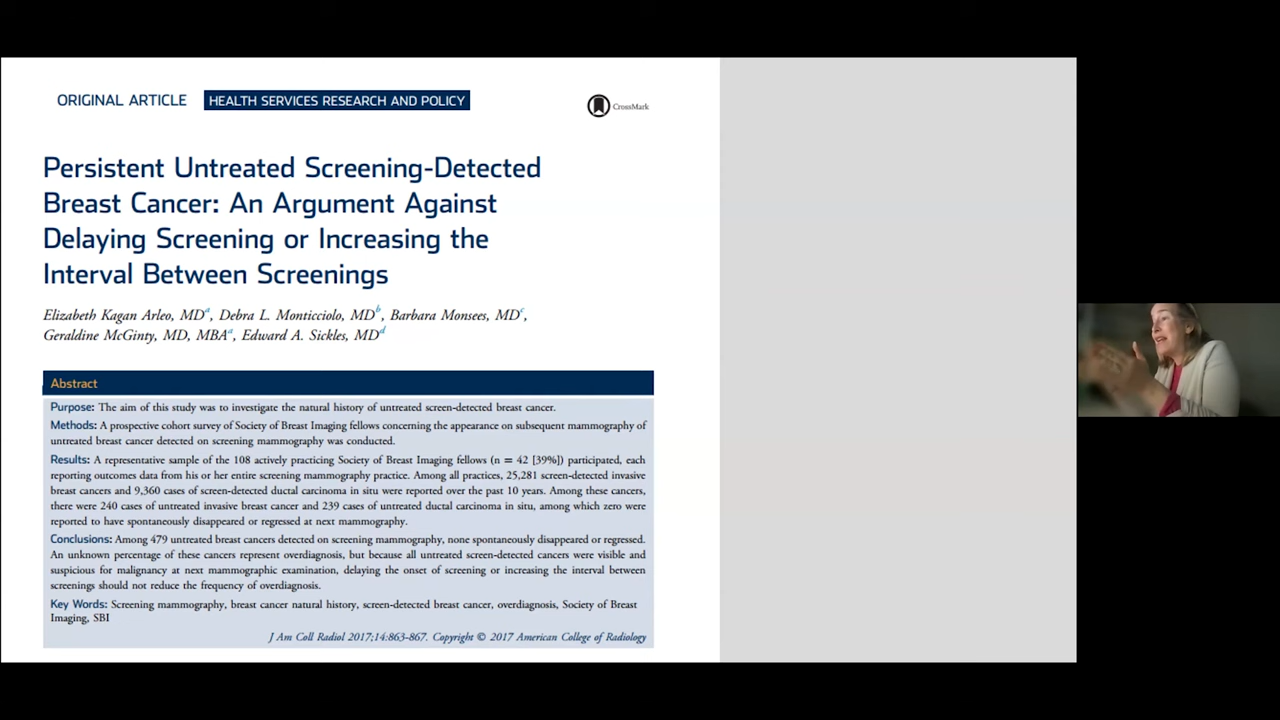 ORIGINAL ARTICLE HEALTH SERVICES RESEARCH AND POLICY
CrossMark
Persistent Untreated Screening-Detected
Breast Cancer: An Argument Against
Delaying Screening or Increasing the
Interval Between Screenings
Elizabeth Kagan Arleo, MDa, Debra L. Monticciolo, MDb, Barbara Monsees, MDc,
Geraldine McGinty, MD, MBAa, Edward A. Sickles, MDd
Abstract
Purpose: The aim of this study was to investigate the natural history of untreated screen-detected breast cancer.
Methods: A prospective cohort survey of Society of Breast Imaging fellows concerning the appearance on subsequent mammography of
untreated breast cancer detected on screening mammography was conducted.
Results: A representative sample of the 108 actively practicing Society of Breast Imaging fellows (n = 42 [39%]) participated, each
reporting outcomes data from his or her entire screening mammography practice. Among all practices, 25,281 screen-detected invasive
breast cancers and 9,360 cases of screen-detected ductal carcinoma in situ were reported over the past 10 years. Among these cancers,
there were 240 cases of untreated invasive breast cancer and 239 cases of untreated ductal carcinoma in situ, among which zero were
reported to have spontaneously disappeared or regressed at next mammography.
Conclusions: Among 479 untreated breast cancers detected on screening mammography, none spontaneously disappeared or regressed.
An unknown percentage of these cancers represent overdiagnosis, but because all untreated screen-detected cancers were visible and
suspicious for malignancy at next mammographic examination, delaying the onset of screening or increasing the interval between
screenings should not reduce the frequency of overdiagnosis.
Key Words: Screening mammography, breast cancer natural history, screen-detected breast cancer, overdiagnosis, Society of Breast
Imaging, SBI
J Am Coll Radiol 2017;14:863-867. Copyright © 2017 American College of Radiology